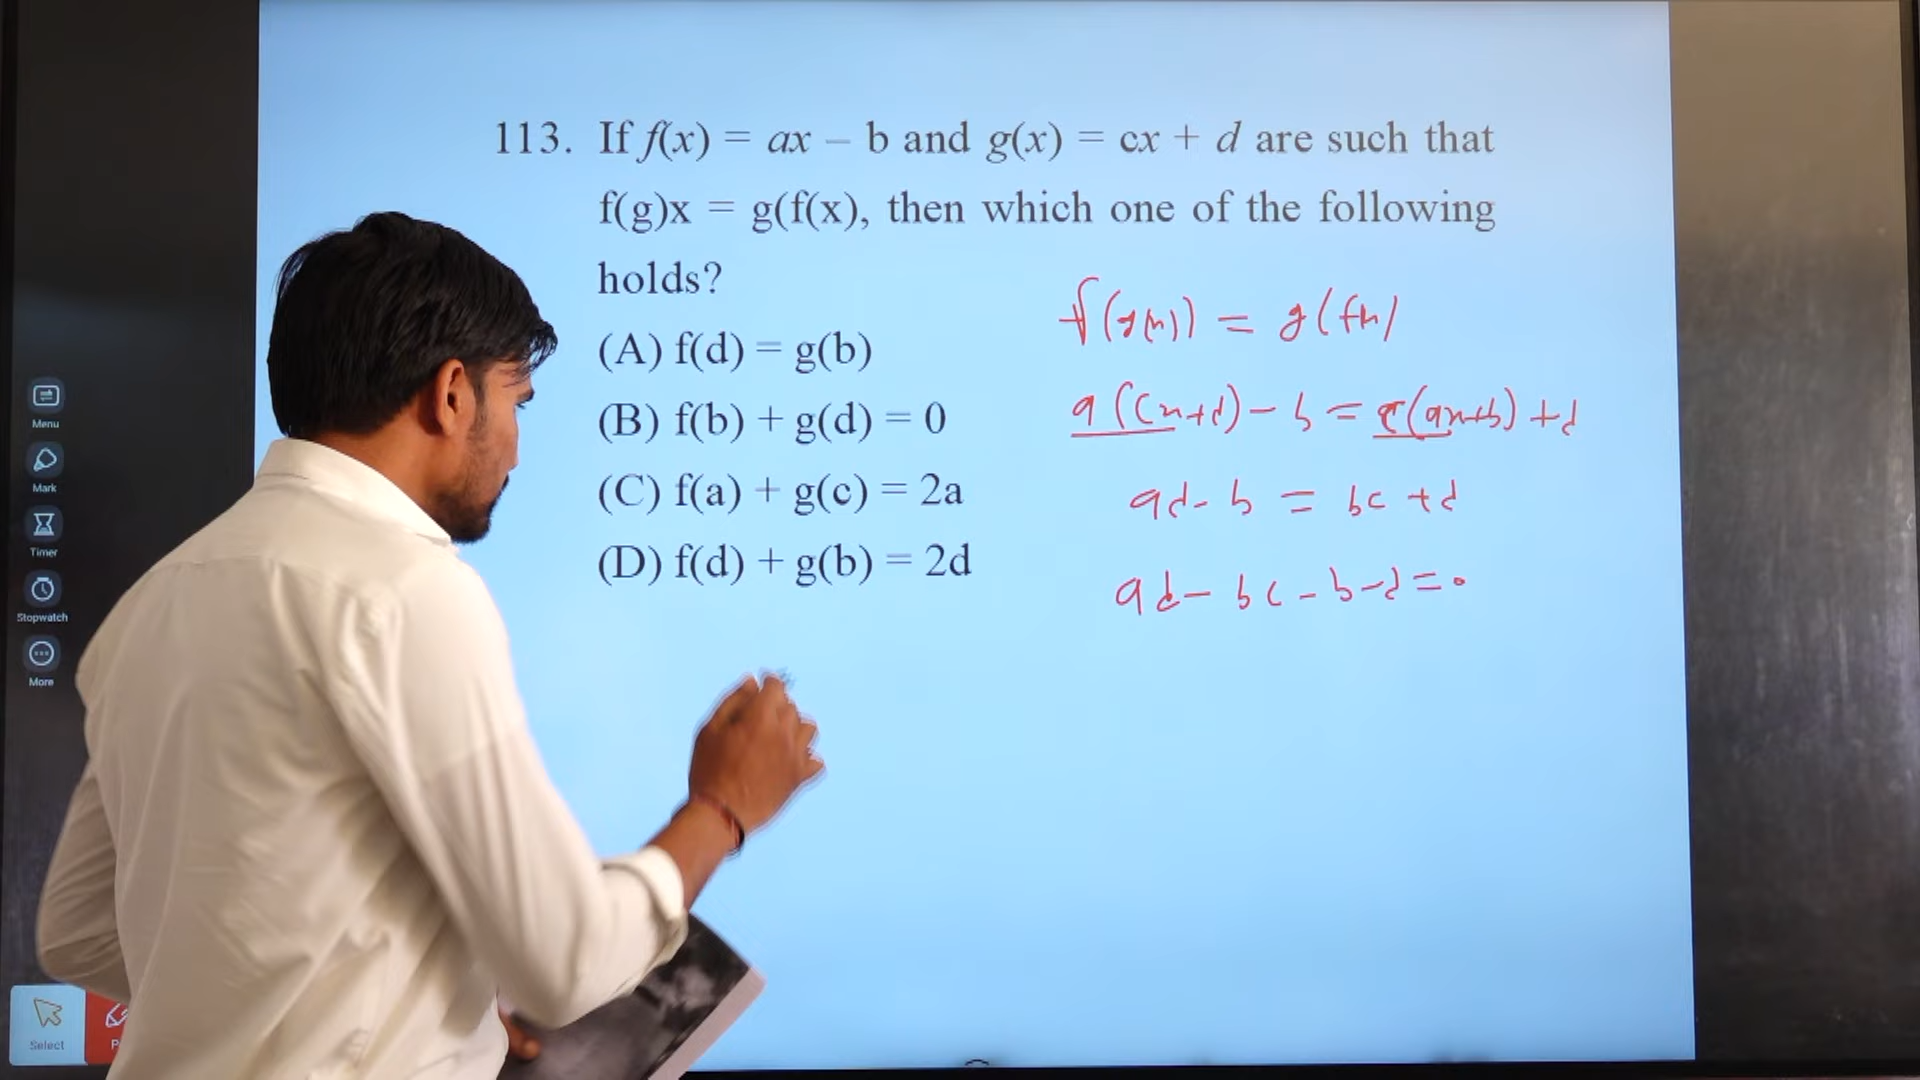 113. If f(x) = ax – b and g(x) = cx + d are such that
f(g)x = g(f(x), then which one of the following
holds?
(A) f(d) = g(b)
(B) f(b) + g(d) = 0
(C) f(a) + g(c) = 2a
(D) f(d) + g(b) = 2d
f(g(x)) = g(fx)
a(cx+d) - b = c(ax+b) + d
ad - b = bc + d
ad - bc - b - d = 0
Menu
Mark
Timer
Stopwatch
More
Select